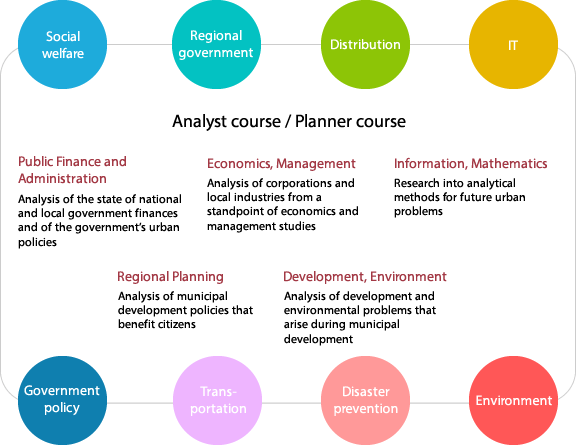 Social
welfare
Regional
government
Distribution
IT
Analyst course / Planner course
Public Finance and
Administration
Analysis of the state of national
and local government finances
and of the government's urban
policies
Economics, Management
Analysis of corporations and
local industries from a
standpoint of economics and
management studies
Information, Mathematics
Research into analytical
methods for future urban
problems
Regional Planning
Analysis of municipal
development policies that
benefit citizens
Development, Environment
Analysis of development and
environmental problems that
arise during municipal
development
Government
policy
Trans-
portation
Disaster
prevention
Environment